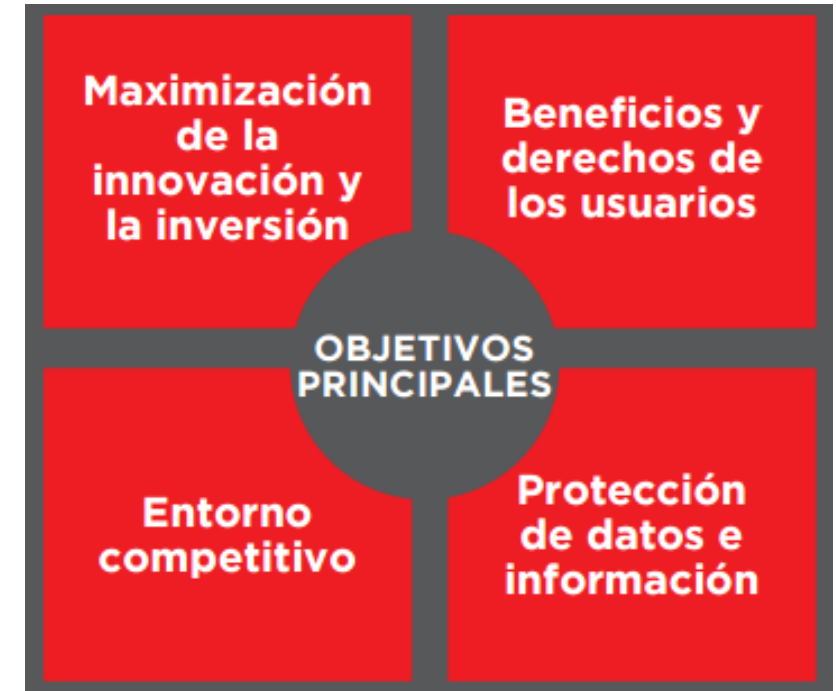 Maximización
de la
innovación y
la inversión
Beneficios y
derechos de
los usuarios
OBJETIVOS
PRINCIPALES
Entorno
competitivo
Protección
de datos e
información